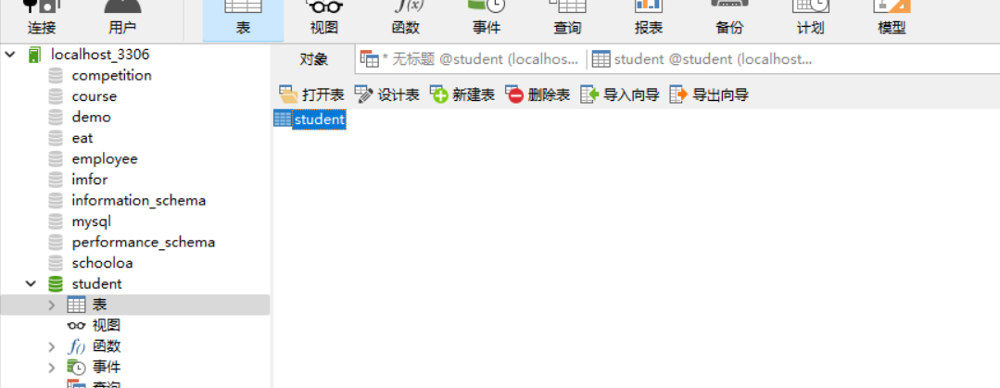 连接 用户 表 视图 函数 事件 查询 报表 备份 计划 模型
localhost_3306
对象 * 无标题 @student (localhos... student @student (localhost...
competition
course
打开表 设计表 新建表 删除表 导入向导 导出向导
demo
student
eat
employee
imfor
information_schema
mysql
performance_schema
schooloa
student
表
视图
函数
事件
查询